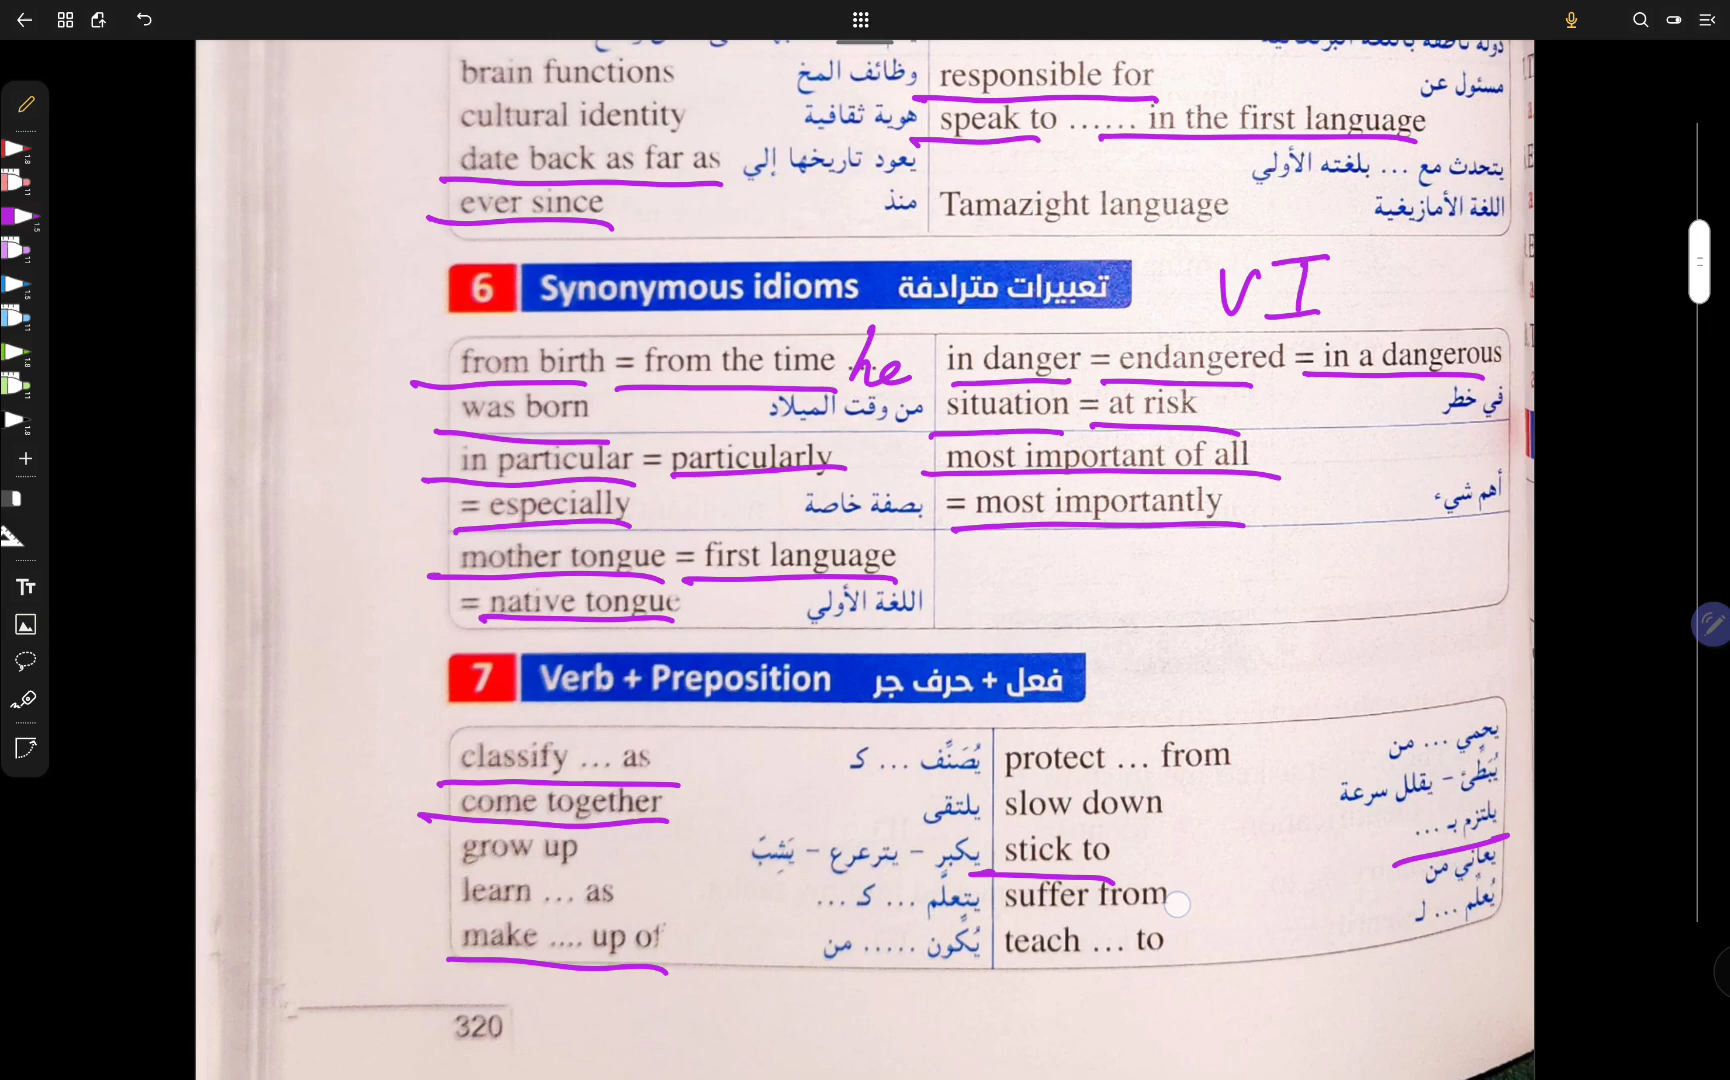 brain functions وظائف المخ
responsible for مسئول عن
cultural identity هوية ثقافية
speak to ...... in the first language
date back as far as يعود تاريخها إلي
يتحدث مع ... بلغته الأولي
ever since منذ
Tamazight language اللغة الأمازيغية
6 Synonymous idioms تعبيرات مترادفة
VI
from birth = from the time ... he
was born من وقت الميلاد
in danger = endangered = in a dangerous
situation = at risk في خطر
in particular = particularly
= especially بصفة خاصة
most important of all
= most importantly أهم شيء
mother tongue = first language
= native tongue اللغة الأولي
7 Verb + Preposition فعل + حرف جر
classify ... as يُصَنَّف ... كـ
protect ... from يحمي ... من
come together يلتقى
slow down يُبَطِّئ - يقلل سرعة
grow up يكبر - يترعرع - يَشِبّ
stick to يلتزم بـ ...
learn ... as يتعلَّم ... كـ ...
suffer from يعاني من
make .... up of يُكَّون ..... من
teach ... to يُعلِّم ... لـ
320